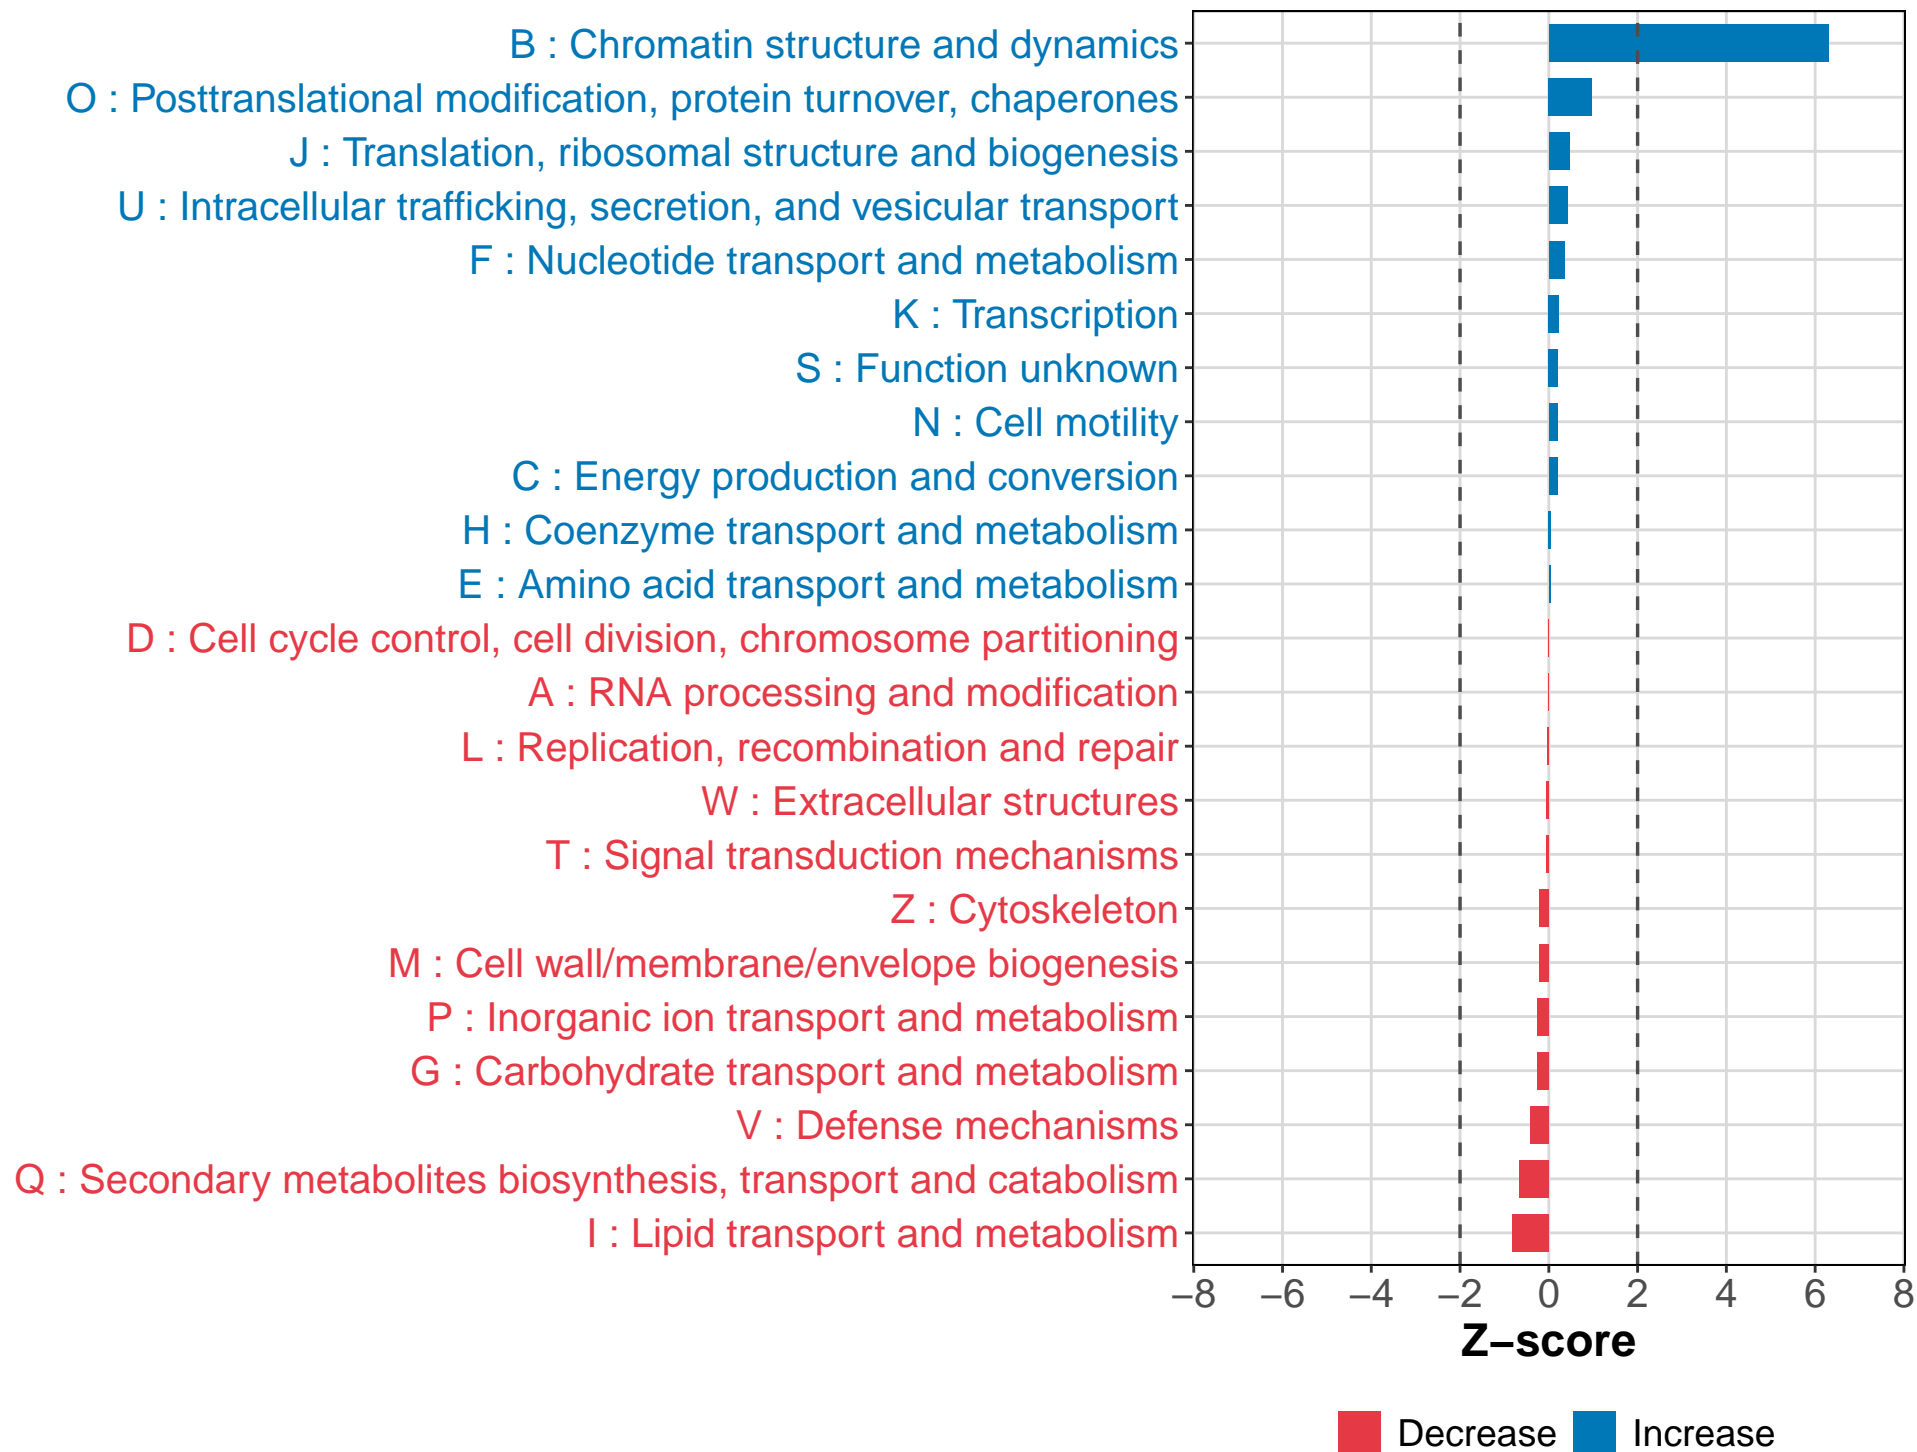 B : Chromatin structure and dynamics
O : Posttranslational modification, protein turnover, chaperones
J : Translation, ribosomal structure and biogenesis
U : Intracellular trafficking, secretion, and vesicular transport
F : Nucleotide transport and metabolism
K : Transcription
S : Function unknown
N : Cell motility
C : Energy production and conversion
H : Coenzyme transport and metabolism
E : Amino acid transport and metabolism
D : Cell cycle control, cell division, chromosome partitioning
A : RNA processing and modification
L : Replication, recombination and repair
W : Extracellular structures
T : Signal transduction mechanisms
Z : Cytoskeleton
M : Cell wall/membrane/envelope biogenesis
P : Inorganic ion transport and metabolism
G : Carbohydrate transport and metabolism
V : Defense mechanisms
Q : Secondary metabolites biosynthesis, transport and catabolism
I : Lipid transport and metabolism
−8 −6 −4 −2 0 2 4 6 8
Z−score
Decrease Increase